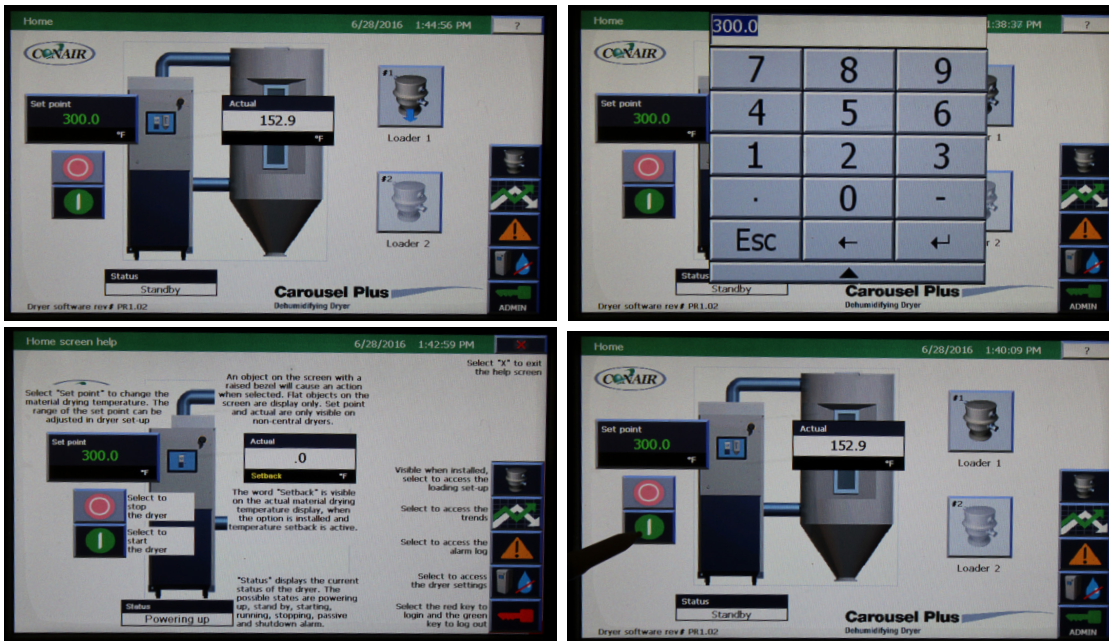 Home
6/28/2016 1:44:56 PM
?
CONAIR
Set point
300.0
°F
Actual
152.9
°F
#1
Loader 1
#2
Loader 2
Status
Standby
Carousel Plus
Dehumidifying Dryer
Dryer software rev# PR1.02
ADMIN
Home
1:38:37 PM
?
CONAIR
300.0
7 8 9
4 5 6
1 2 3
. 0 -
Esc ← ↵
Set point
300.0
r 1
r 2
Status
Standby
Carousel Plus
Dehumidifying Dryer
Dryer software rev# PR1.02
ADMIN
Home screen help
6/28/2016 1:42:59 PM
Select "X" to exit
the help screen
Select "Set point" to change the
material drying temperature. The
range of the set point can be
adjusted in dryer set-up
An object on the screen with a
raised bezel will cause an action
when selected. Flat objects on the
screen are display only. Set point
and actual are only visible on
non-central dryers.
Set point
300.0
°F
Actual
.0
Setback °F
Select to
stop
the dryer
Select to
start
the dryer
The word "Setback" is visible
on the actual material drying
temperature display, when
the option is installed and
temperature setback is active.
Visible when installed,
select to access the
loading set-up
Select to access the
trends
Select to access the
alarm log
Select to access
the dryer settings
Select the red key to
login and the green
key to log out
"Status" displays the current
status of the dryer. The
possible states are powering
up, stand by, starting,
running, stopping, passive
and shutdown alarm.
Status
Powering up
Home
6/28/2016 1:40:09 PM
?
CONAIR
Set point
300.0
°F
Actual
152.9
°F
#1
Loader 1
#2
Loader 2
Status
Standby
Carousel Plus
Dehumidifying Dryer
Dryer software rev# PR1.02
ADMIN